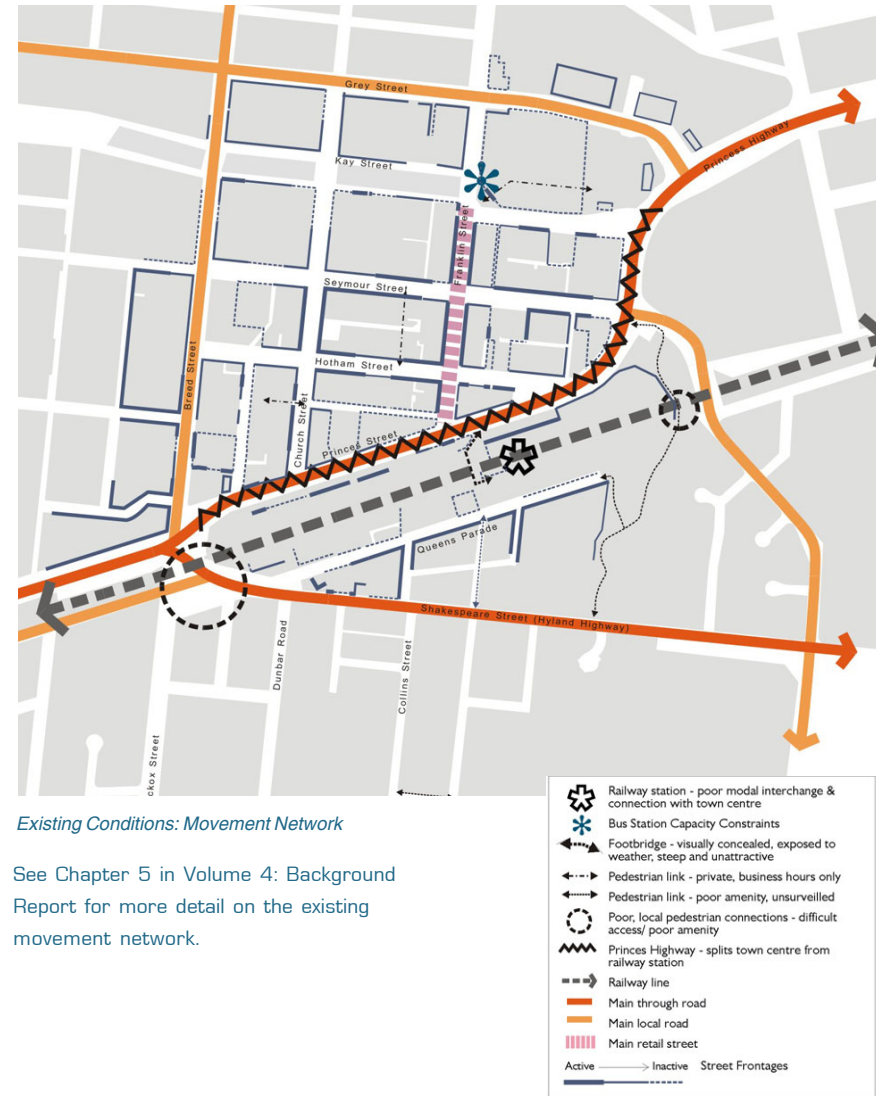 Grey Street
Princess Highway
Kay Street
Franklin Street
Seymour Street
Breed Street
Hotham Street
Church Street
Princes Street
Queens Parade
Shakespeare Street (Hyland Highway)
Dunbar Road
Collins Street
ckox Street
Existing Conditions: Movement Network
See Chapter 5 in Volume 4: Background
Report for more detail on the existing
movement network.
Railway station - poor modal interchange &
connection with town centre
Bus Station Capacity Constraints
Footbridge - visually concealed, exposed to
weather, steep and unattractive
Pedestrian link - private, business hours only
Pedestrian link - poor amenity, unsurveilled
Poor, local pedestrian connections - difficult
access/ poor amenity
Princes Highway - splits town centre from
railway station
Railway line
Main through road
Main local road
Main retail street
Active Inactive Street Frontages